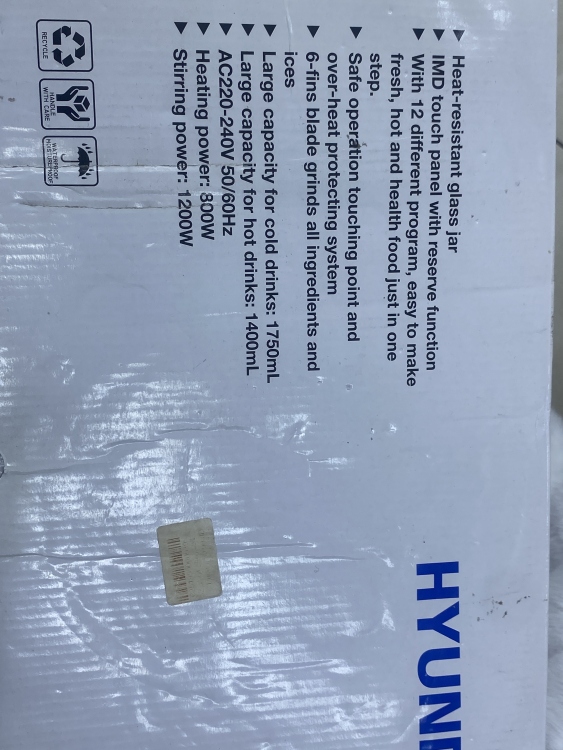 ▶ Heat-resistant glass jar
▶ IMD touch panel with reserve function
▶ With 12 different program, easy to make
fresh, hot and health food just in one
step.
▶ Safe operation touching point and
over-heat protecting system
▶ 6-fins blade grinds all ingredients and
ices
▶ Large capacity for cold drinks: 1750mL
▶ Large capacity for hot drinks: 1400mL
▶ AC220-240V 50/60Hz
▶ Heating power: 800W
▶ Stirring power: 1200W
RECYCLE
HANDLE
WITH CARE
WATERPROOF
MOISTUREPROOF
HYUN